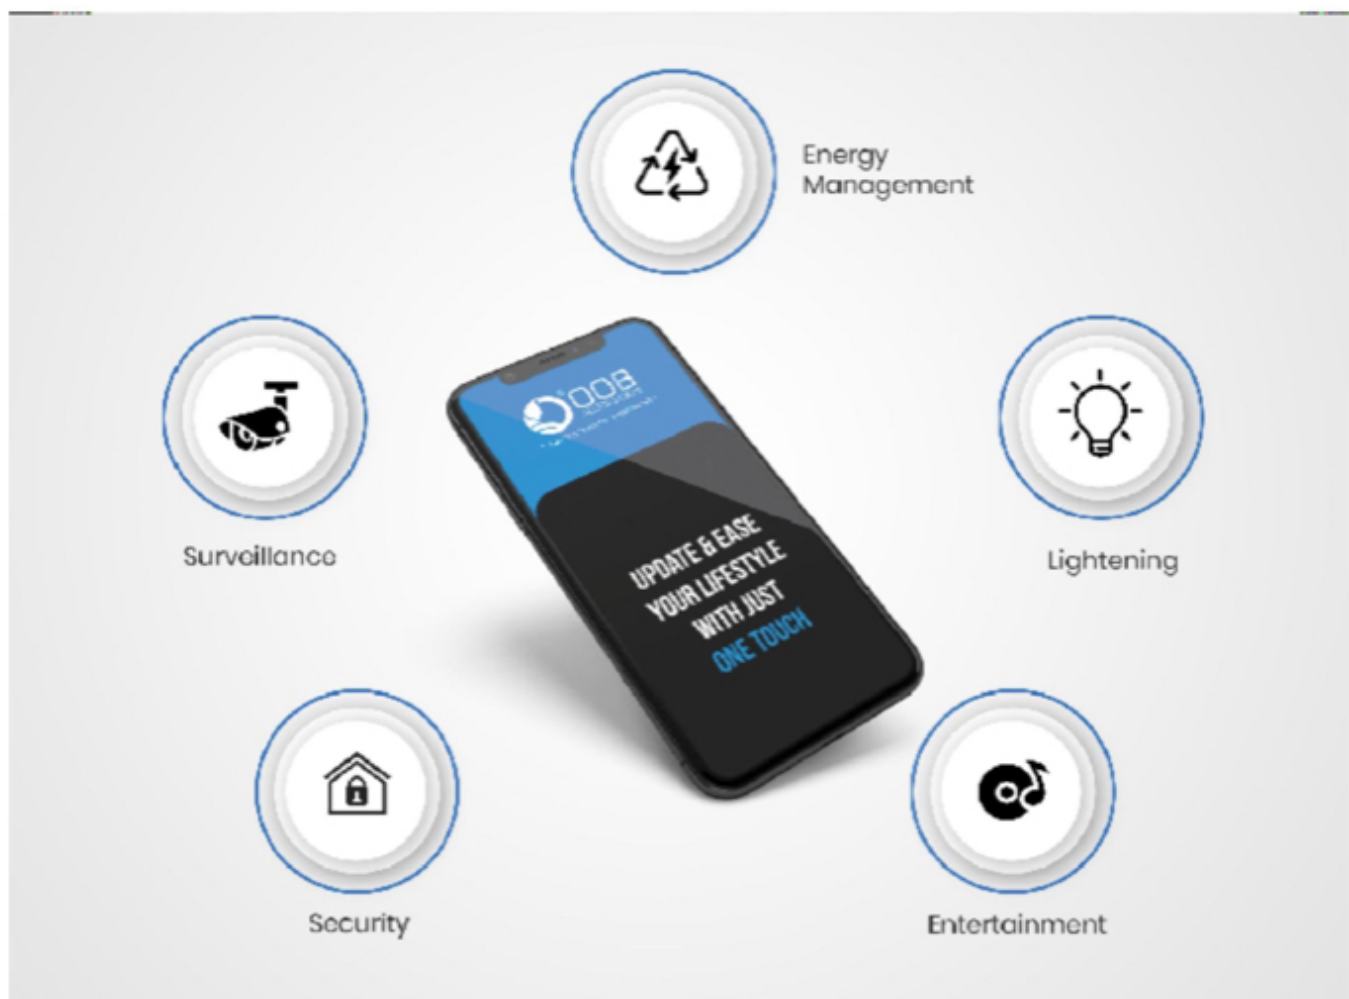 Energy
Management
OOB
Surveillance
Lightening
UPDATE & EASE
YOUR LIFESTYLE
WITH JUST
ONE TOUCH
Security
Entertainment